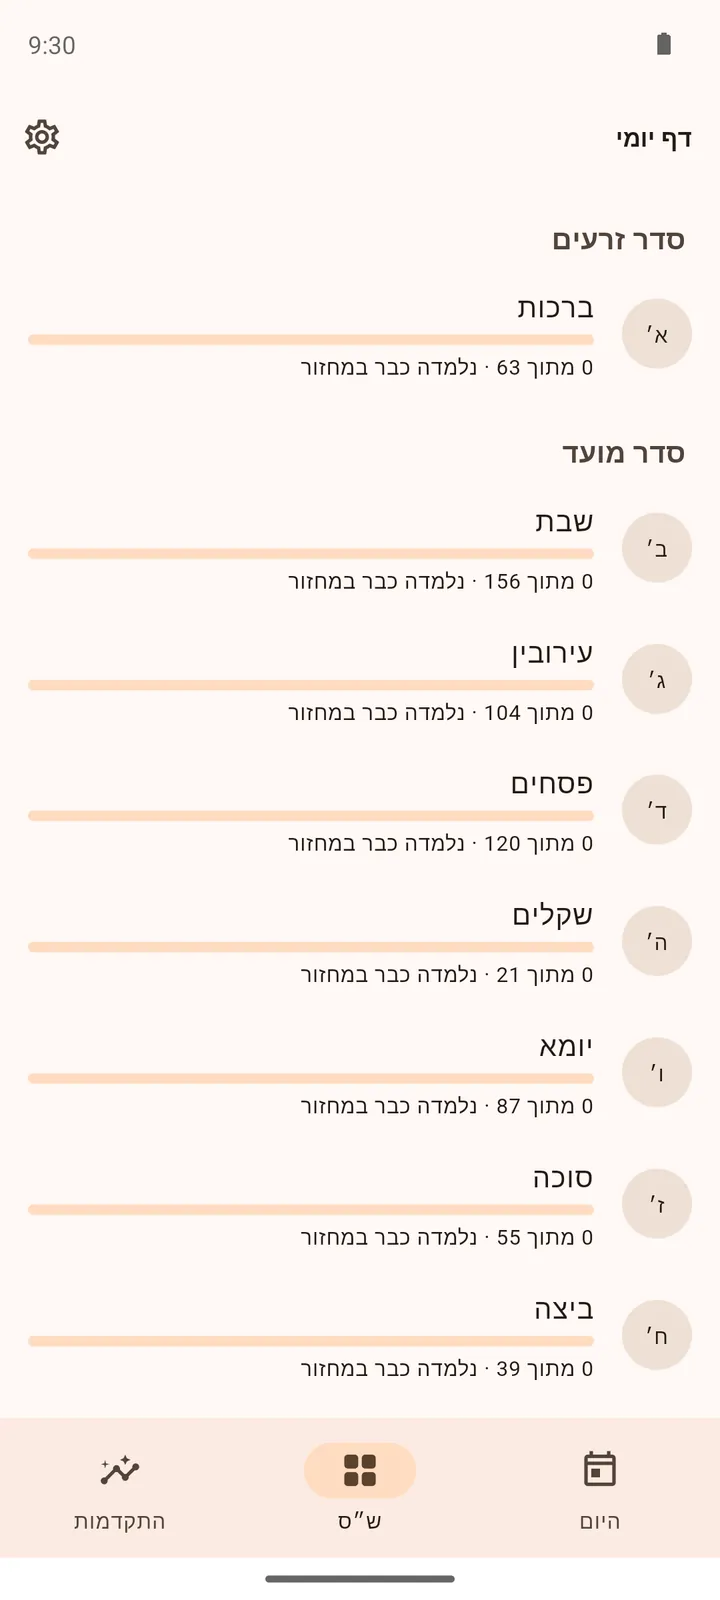 9:30
דף יומי
סדר זרעים
א׳
ברכות
0 מתוך 63 · נלמדה כבר במחזור
סדר מועד
ב׳
שבת
0 מתוך 156 · נלמדה כבר במחזור
ג׳
עירובין
0 מתוך 104 · נלמדה כבר במחזור
ד׳
פסחים
0 מתוך 120 · נלמדה כבר במחזור
ה׳
שקלים
0 מתוך 21 · נלמדה כבר במחזור
ו׳
יומא
0 מתוך 87 · נלמדה כבר במחזור
ז׳
סוכה
0 מתוך 55 · נלמדה כבר במחזור
ח׳
ביצה
0 מתוך 39 · נלמדה כבר במחזור
היום
ש״ס
התקדמות